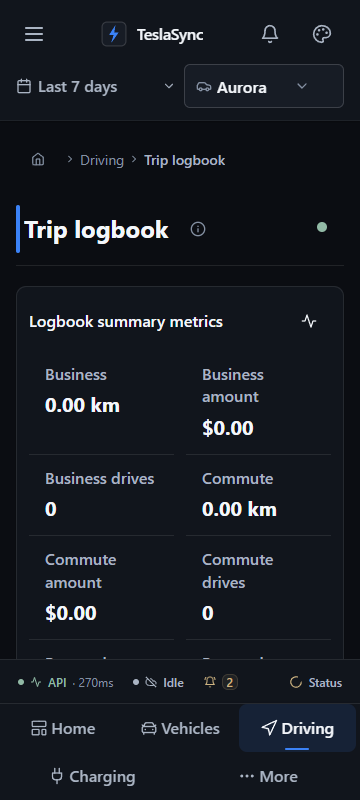 TeslaSync
Last 7 days
Aurora
Driving
Trip logbook
Trip logbook
Logbook summary metrics
Business
0.00 km
Business
amount
$0.00
Business drives
0
Commute
0.00 km
Commute
amount
$0.00
Commute
drives
0
API · 270ms
Idle
2
Status
Home
Vehicles
Driving
Charging
More